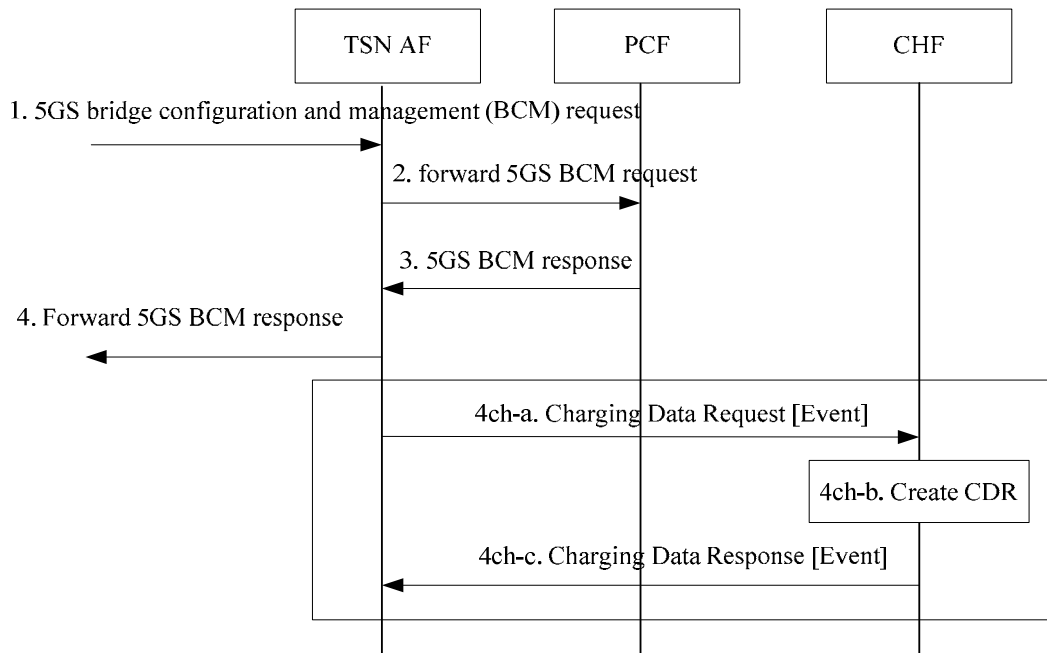 TSN AF
PCF
CHF
1. 5GS bridge configuration and management (BCM) request
2. forward 5GS BCM request
3. 5GS BCM response
4. Forward 5GS BCM response
4ch-a. Charging Data Request [Event]
4ch-b. Create CDR
4ch-c. Charging Data Response [Event]